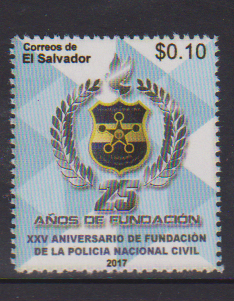 Correos de
El Salvador
$0.10
25
AÑOS DE FUNDACIÓN
XXV ANIVERSARIO DE FUNDACIÓN
DE LA POLICIA NACIONAL CIVIL
2017